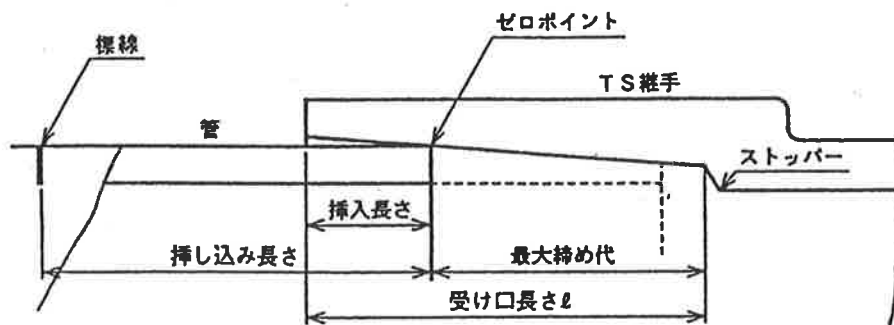 ゼロポイント
標線
TS継手
管
ストッパー
挿入長さ
挿し込み長さ
最大締め代
受け口長さℓ